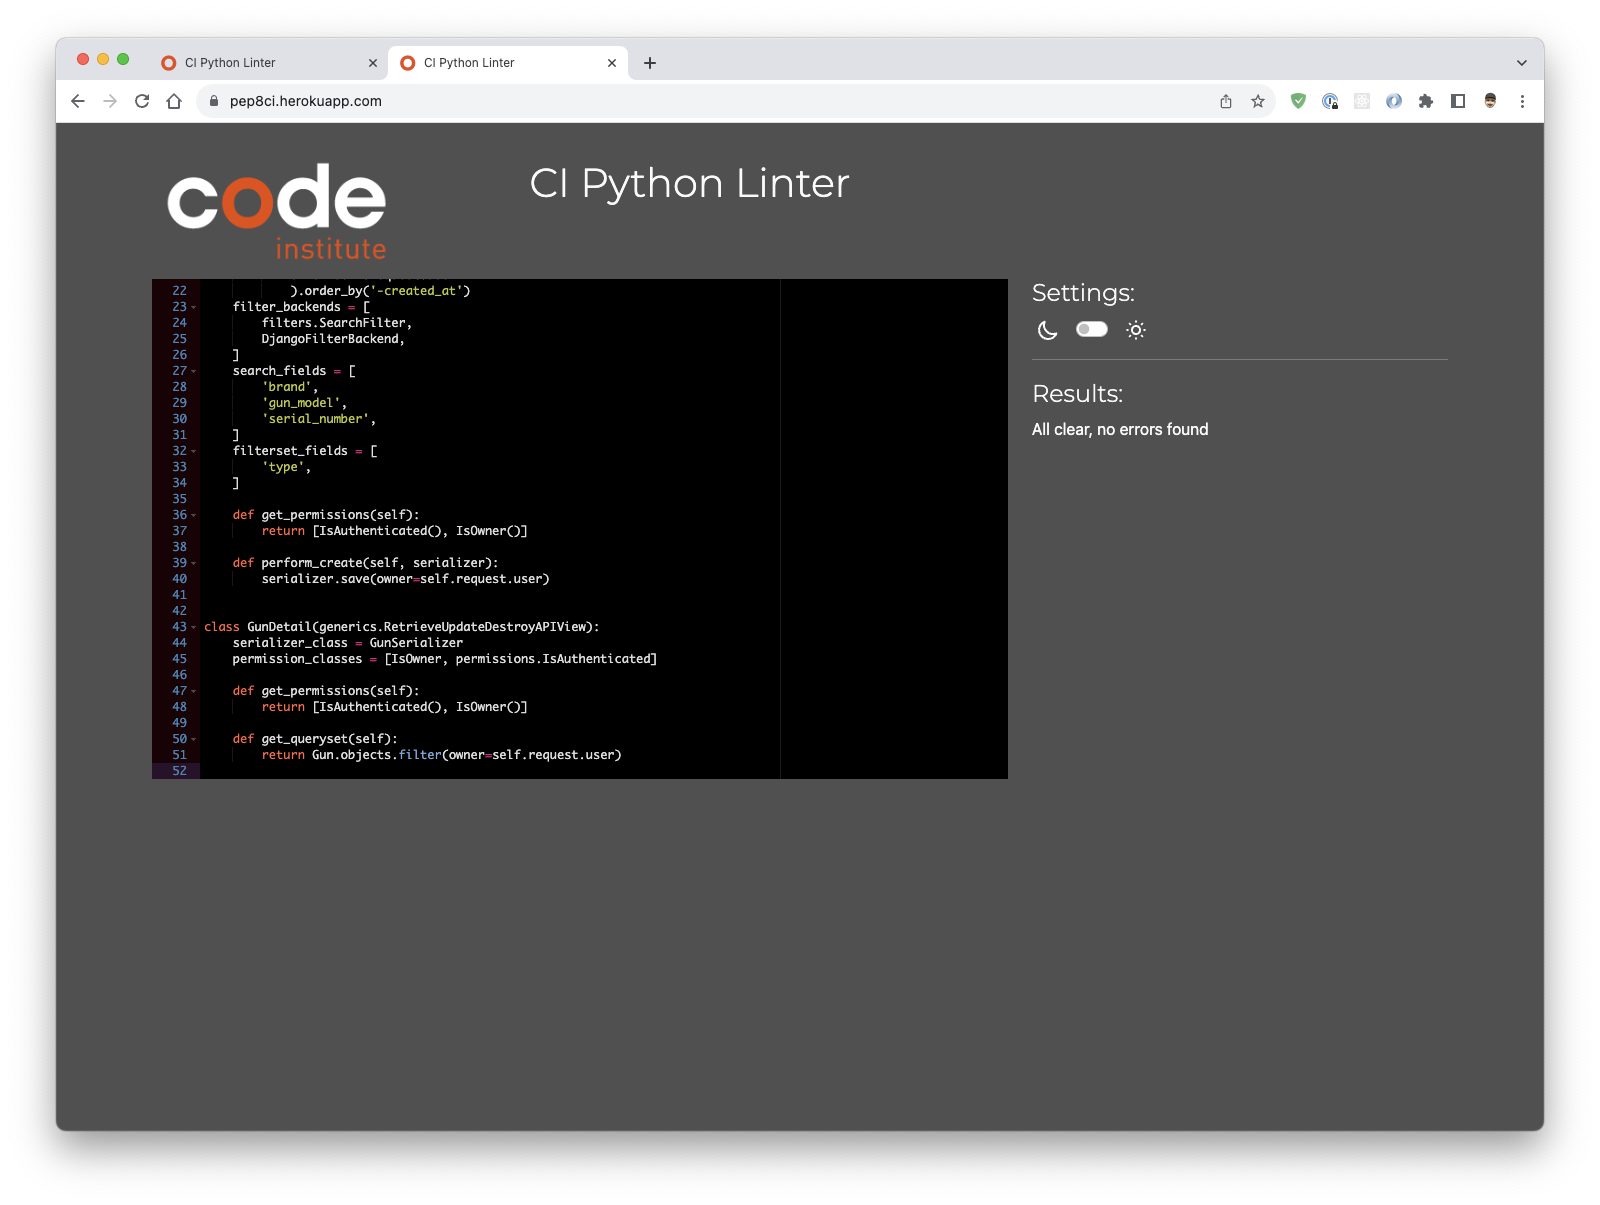 CI Python Linter
CI Python Linter
pep8ci.herokuapp.com
code
institute
CI Python Linter
22 ).order_by('-created_at')
23 filter_backends = [
24 filters.SearchFilter,
25 DjangoFilterBackend,
26 ]
27 search_fields = [
28 'brand',
29 'gun_model',
30 'serial_number',
31 ]
32 filterset_fields = [
33 'type',
34 ]
35
36 def get_permissions(self):
37 return [IsAuthenticated(), IsOwner()]
38
39 def perform_create(self, serializer):
40 serializer.save(owner=self.request.user)
41
42
43 class GunDetail(generics.RetrieveUpdateDestroyAPIView):
44 serializer_class = GunSerializer
45 permission_classes = [IsOwner, permissions.IsAuthenticated]
46
47 def get_permissions(self):
48 return [IsAuthenticated(), IsOwner()]
49
50 def get_queryset(self):
51 return Gun.objects.filter(owner=self.request.user)
52
Settings:
Results:
All clear, no errors found